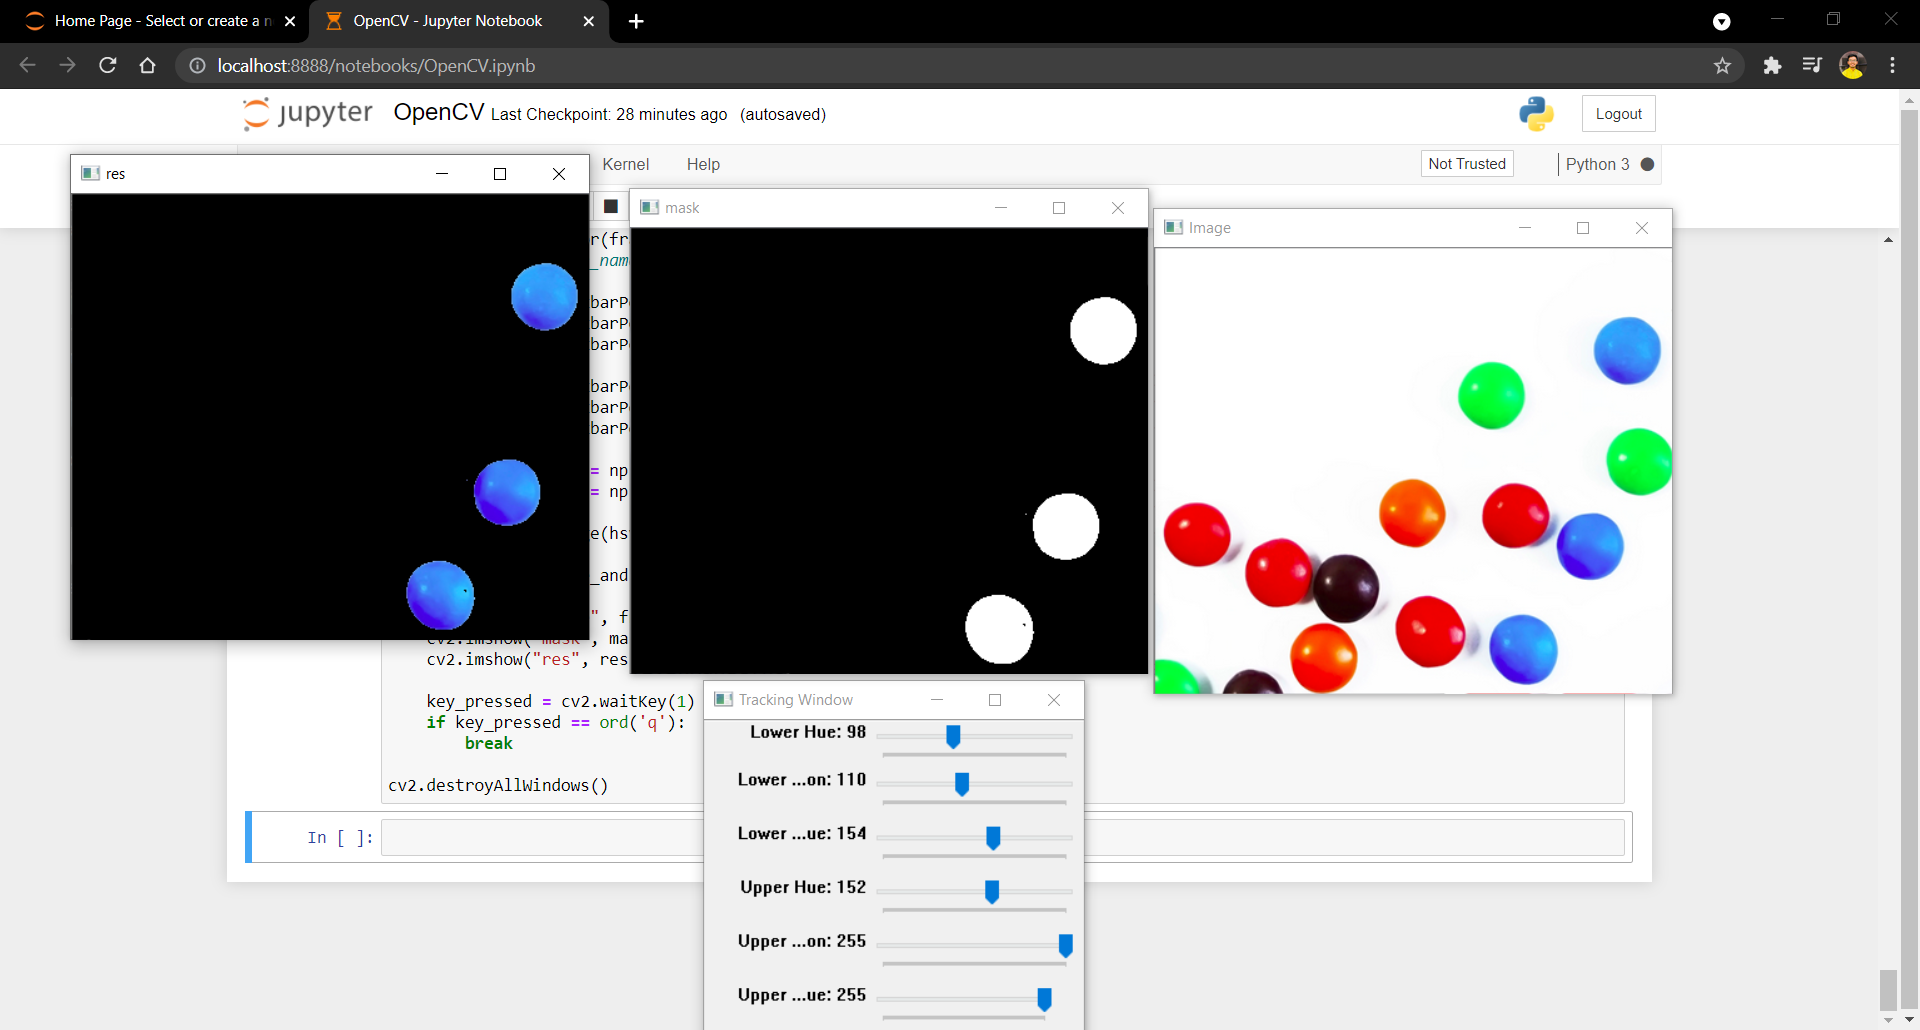 Home Page - Select or create a n
OpenCV - Jupyter Notebook
localhost:8888/notebooks/OpenCV.ipynb
jupyter OpenCV Last Checkpoint: 28 minutes ago (autosaved)
Logout
Kernel Help
Not Trusted
Python 3
res
mask
Image
r(fr
_nam
barP
barP
barP
barP
barP
barP
= np
= np
e(hs
_and
", f
cv2.imshow("mask", ma
cv2.imshow("res", res
key_pressed = cv2.waitKey(1)
if key_pressed == ord('q'):
break
cv2.destroyAllWindows()
In [ ]:
Tracking Window
Lower Hue: 98
Lower ...on: 110
Lower ...ue: 154
Upper Hue: 152
Upper ...on: 255
Upper ...ue: 255